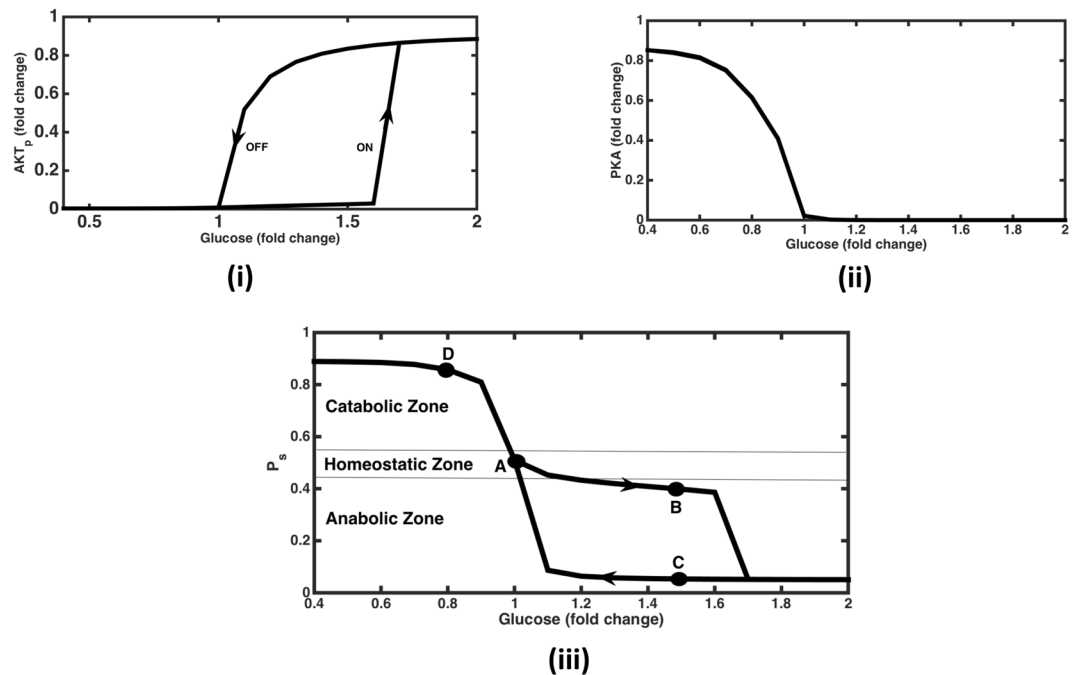 1
0.8
0.6
0.4
0.2
0
AKTp (fold change)
OFF
ON
0.5
1
1.5
2
Glucose (fold change)
(i)
1
0.8
0.6
0.4
0.2
0
PKA (fold change)
0.4
0.6
0.8
1
1.2
1.4
1.6
1.8
2
Glucose (fold change)
(ii)
1
0.8
0.6
0.4
0.2
0
Ps
D
Catabolic Zone
Homeostatic Zone
A
B
Anabolic Zone
C
0.4
0.6
0.8
1
1.2
1.4
1.6
1.8
2
Glucose (fold change)
(iii)